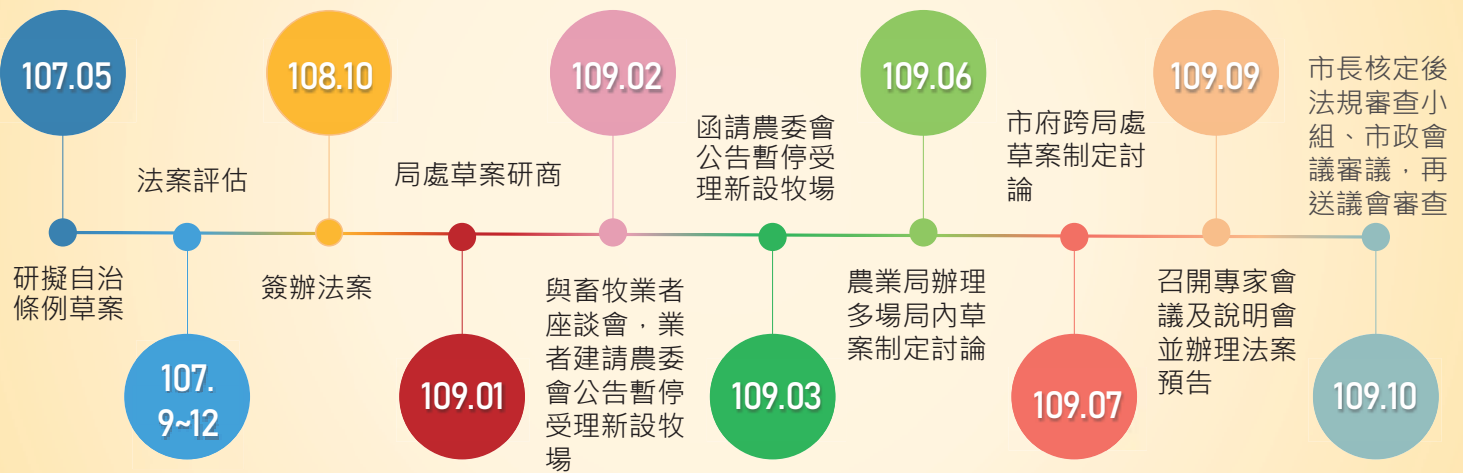 107.05
研擬自治
條例草案
法案評估
107.
9~12
108.10
簽辦法案
局處草案研商
109.01
109.02
與畜牧業者
座談會，業
者建請農委
會公告暫停
受理新設牧
場
函請農委會
公告暫停受
理新設牧場
109.03
109.06
農業局辦理
多場局內草
案制定討論
市府跨局處
草案制定討
論
109.07
109.09
召開專家會
議及說明會
並辦理法案
預告
市長核定後
法規審查小
組、市政會
議審議，再
送議會審查
109.10